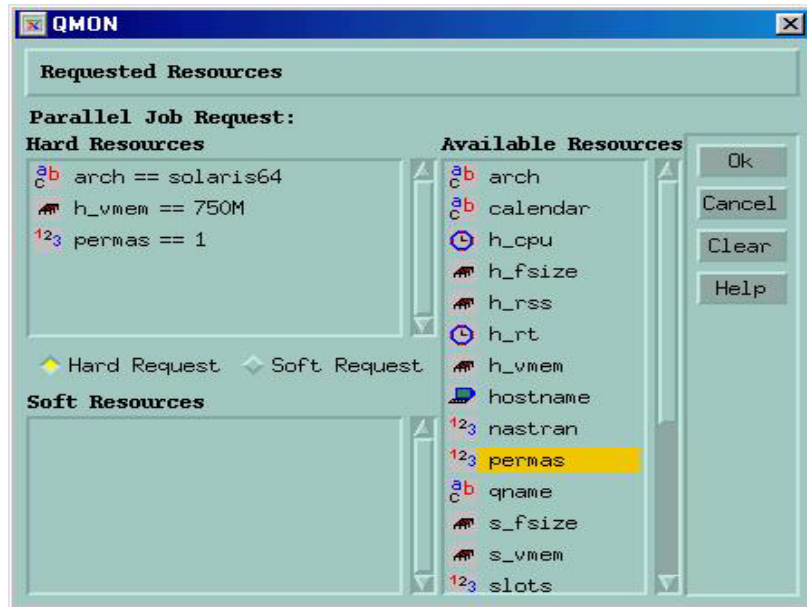 QMON
Requested Resources
Parallel Job Request:
Hard Resources
arch == solaris64
h_vmem == 750M
permas == 1
Hard Request Soft Request
Soft Resources
Available Resources
arch
calendar
h_cpu
h_fsize
h_rss
h_rt
h_vmem
hostname
nastran
permas
qname
s_fsize
s_vmem
slots
Ok
Cancel
Clear
Help